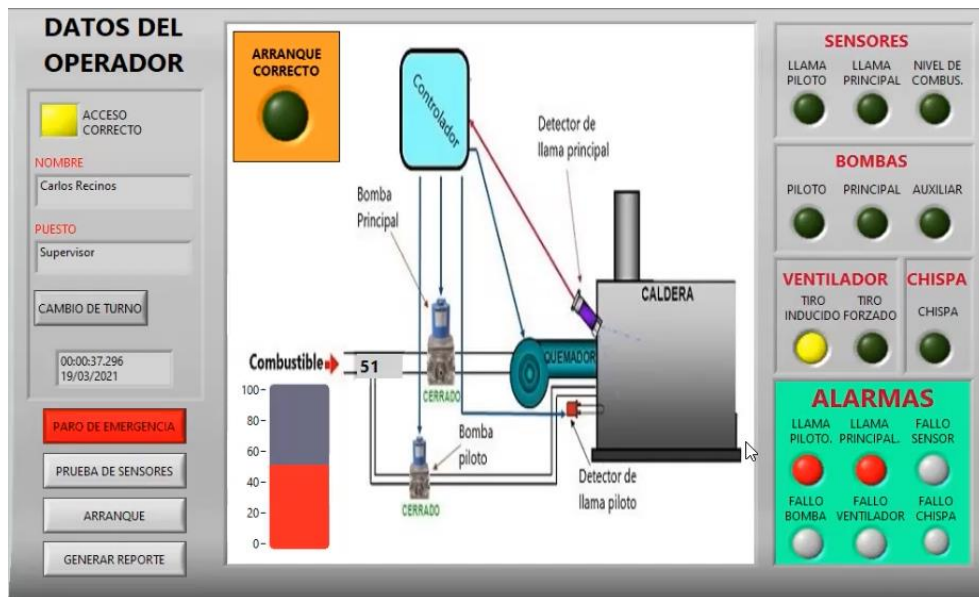 DATOS DEL
OPERADOR
ACCESO
CORRECTO
NOMBRE
Carlos Recinos
PUESTO
Supervisor
CAMBIO DE TURNO
00:00:37.296
19/03/2021
PARO DE EMERGENCIA
PRUEBA DE SENSORES
ARRANQUE
GENERAR REPORTE
ARRANQUE
CORRECTO
Controlador
Detector de
llama principal
Bomba
Principal
CALDERA
Combustible
51
QUEMADOR
CERRADO
100
80
60
40
20
0
Bomba
piloto
CERRADO
Detector de
llama piloto
SENSORES
LLAMA PILOTO
LLAMA PRINCIPAL
NIVEL DE COMBUS.
BOMBAS
PILOTO
PRINCIPAL
AUXILIAR
VENTILADOR
TIRO INDUCIDO
TIRO FORZADO
CHISPA
CHISPA
ALARMAS
LLAMA PILOTO.
LLAMA PRINCIPAL.
FALLO SENSOR
FALLO BOMBA
FALLO VENTILADOR
FALLO CHISPA